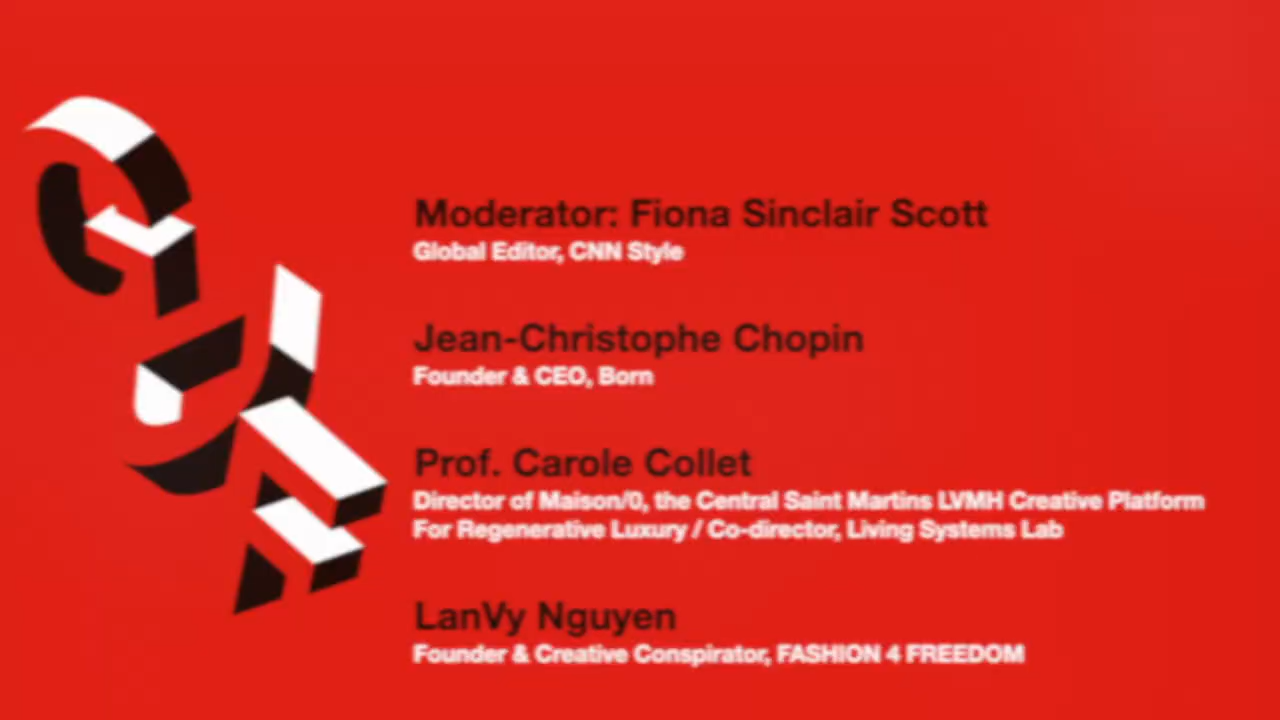 Moderator: Fiona Sinclair Scott
Global Editor, CNN Style
Jean-Christophe Chopin
Founder & CEO, Born
Prof. Carole Collet
Director of Maison/0, the Central Saint Martins LVMH Creative Platform
For Regenerative Luxury / Co-director, Living Systems Lab
LanVy Nguyen
Founder & Creative Conspirator, FASHION 4 FREEDOM